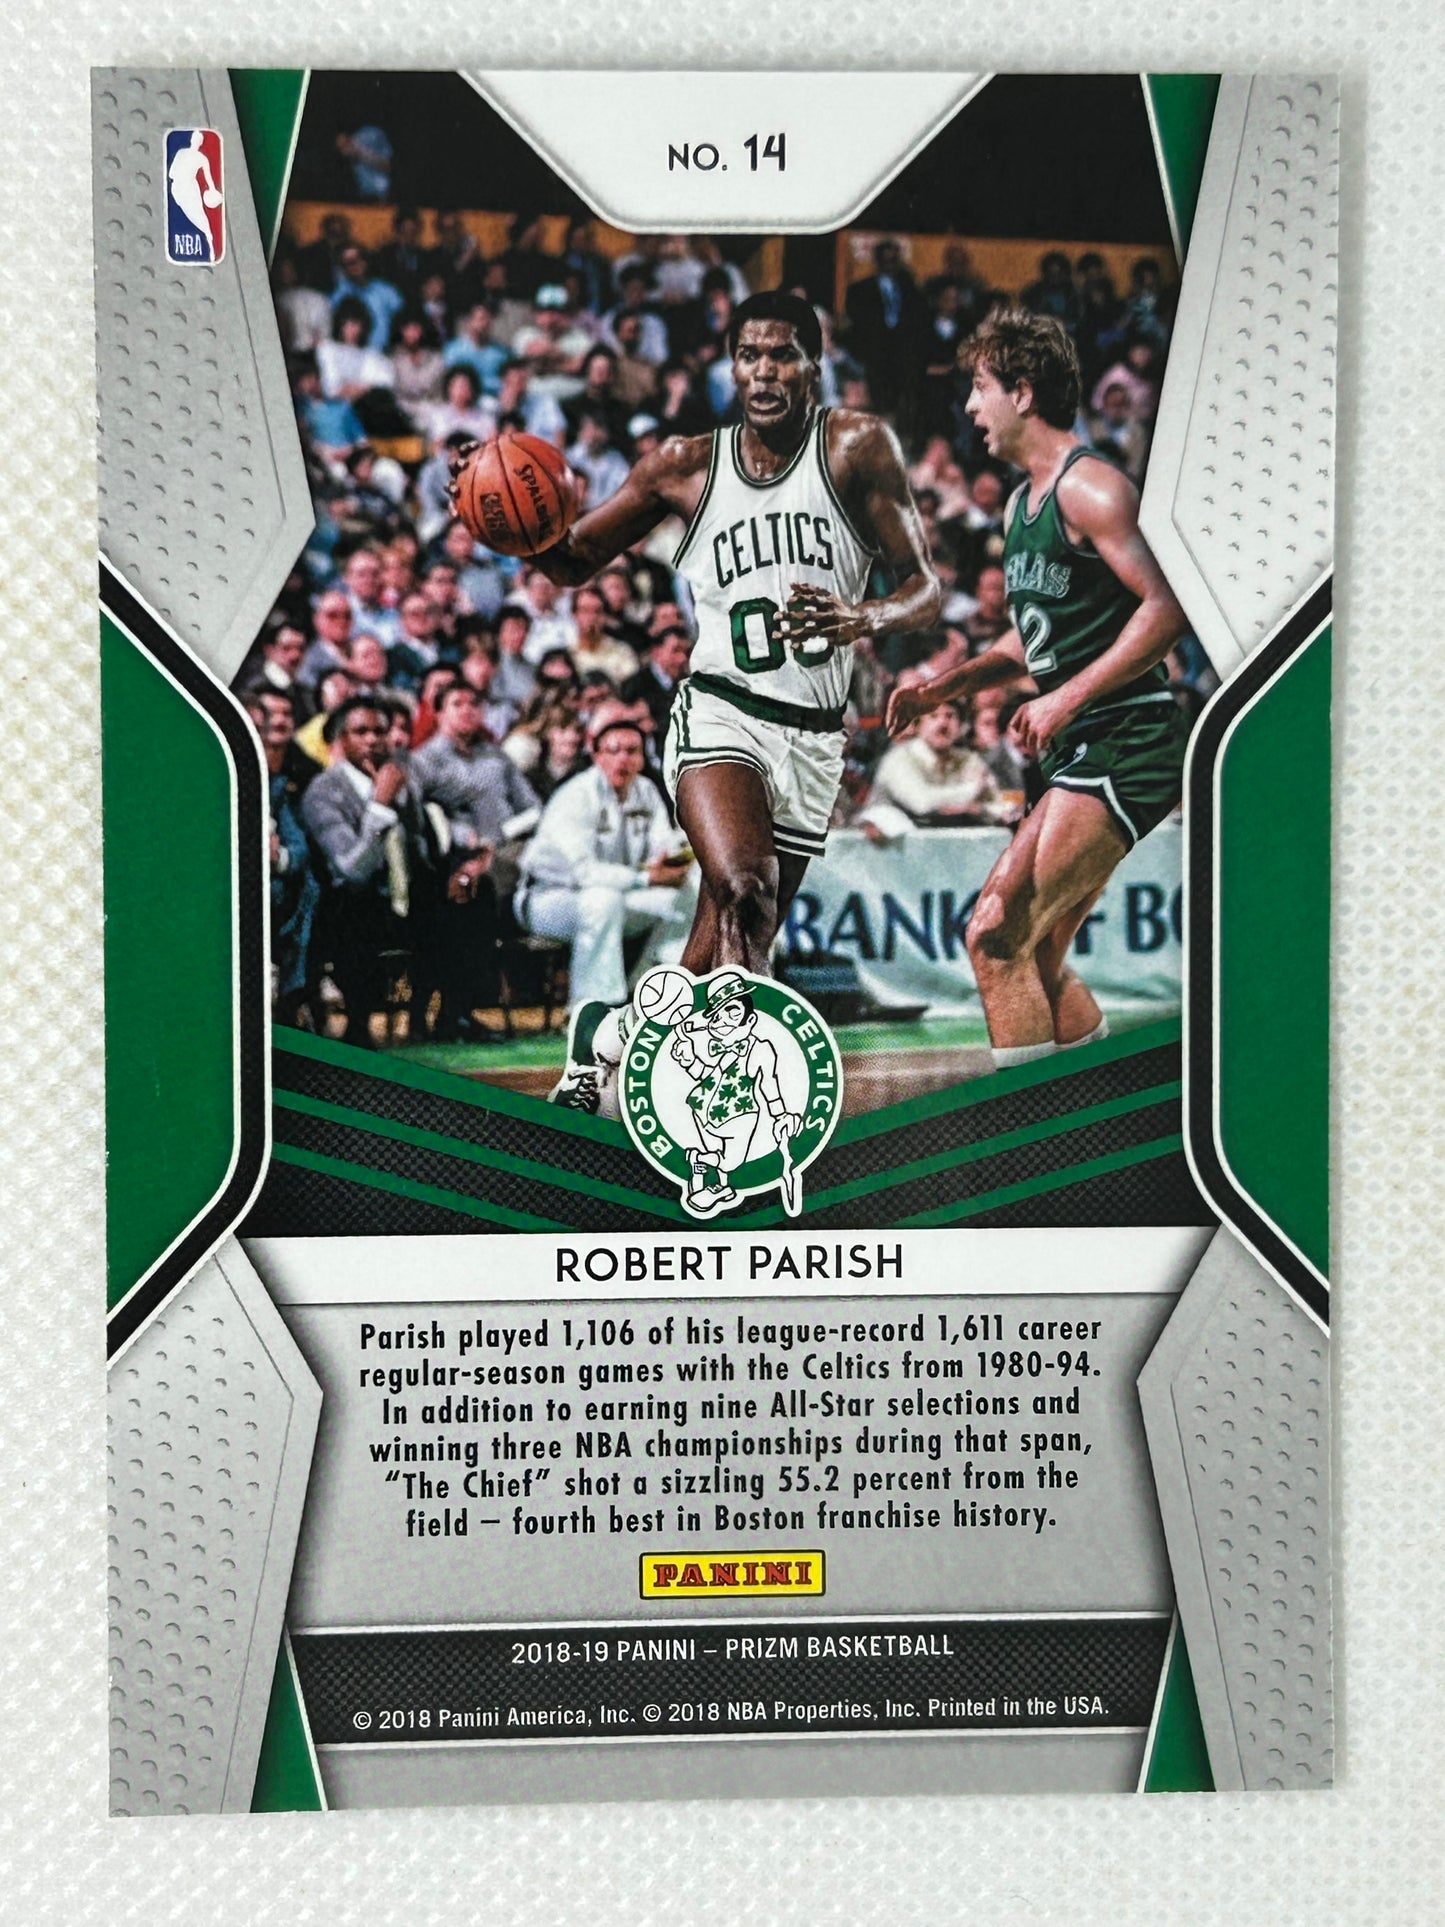 NO. 14
NBA
SPALDING
CELTICS
00
BANK OF BO
BOSTON CELTICS
ROBERT PARISH
Parish played 1,106 of his league-record 1,611 career
regular-season games with the Celtics from 1980-94.
In addition to earning nine All-Star selections and
winning three NBA championships during that span,
“The Chief” shot a sizzling 55.2 percent from the
field – fourth best in Boston franchise history.
PANINI
2018-19 PANINI – PRIZM BASKETBALL
© 2018 Panini America, Inc. © 2018 NBA Properties, Inc. Printed in the USA.